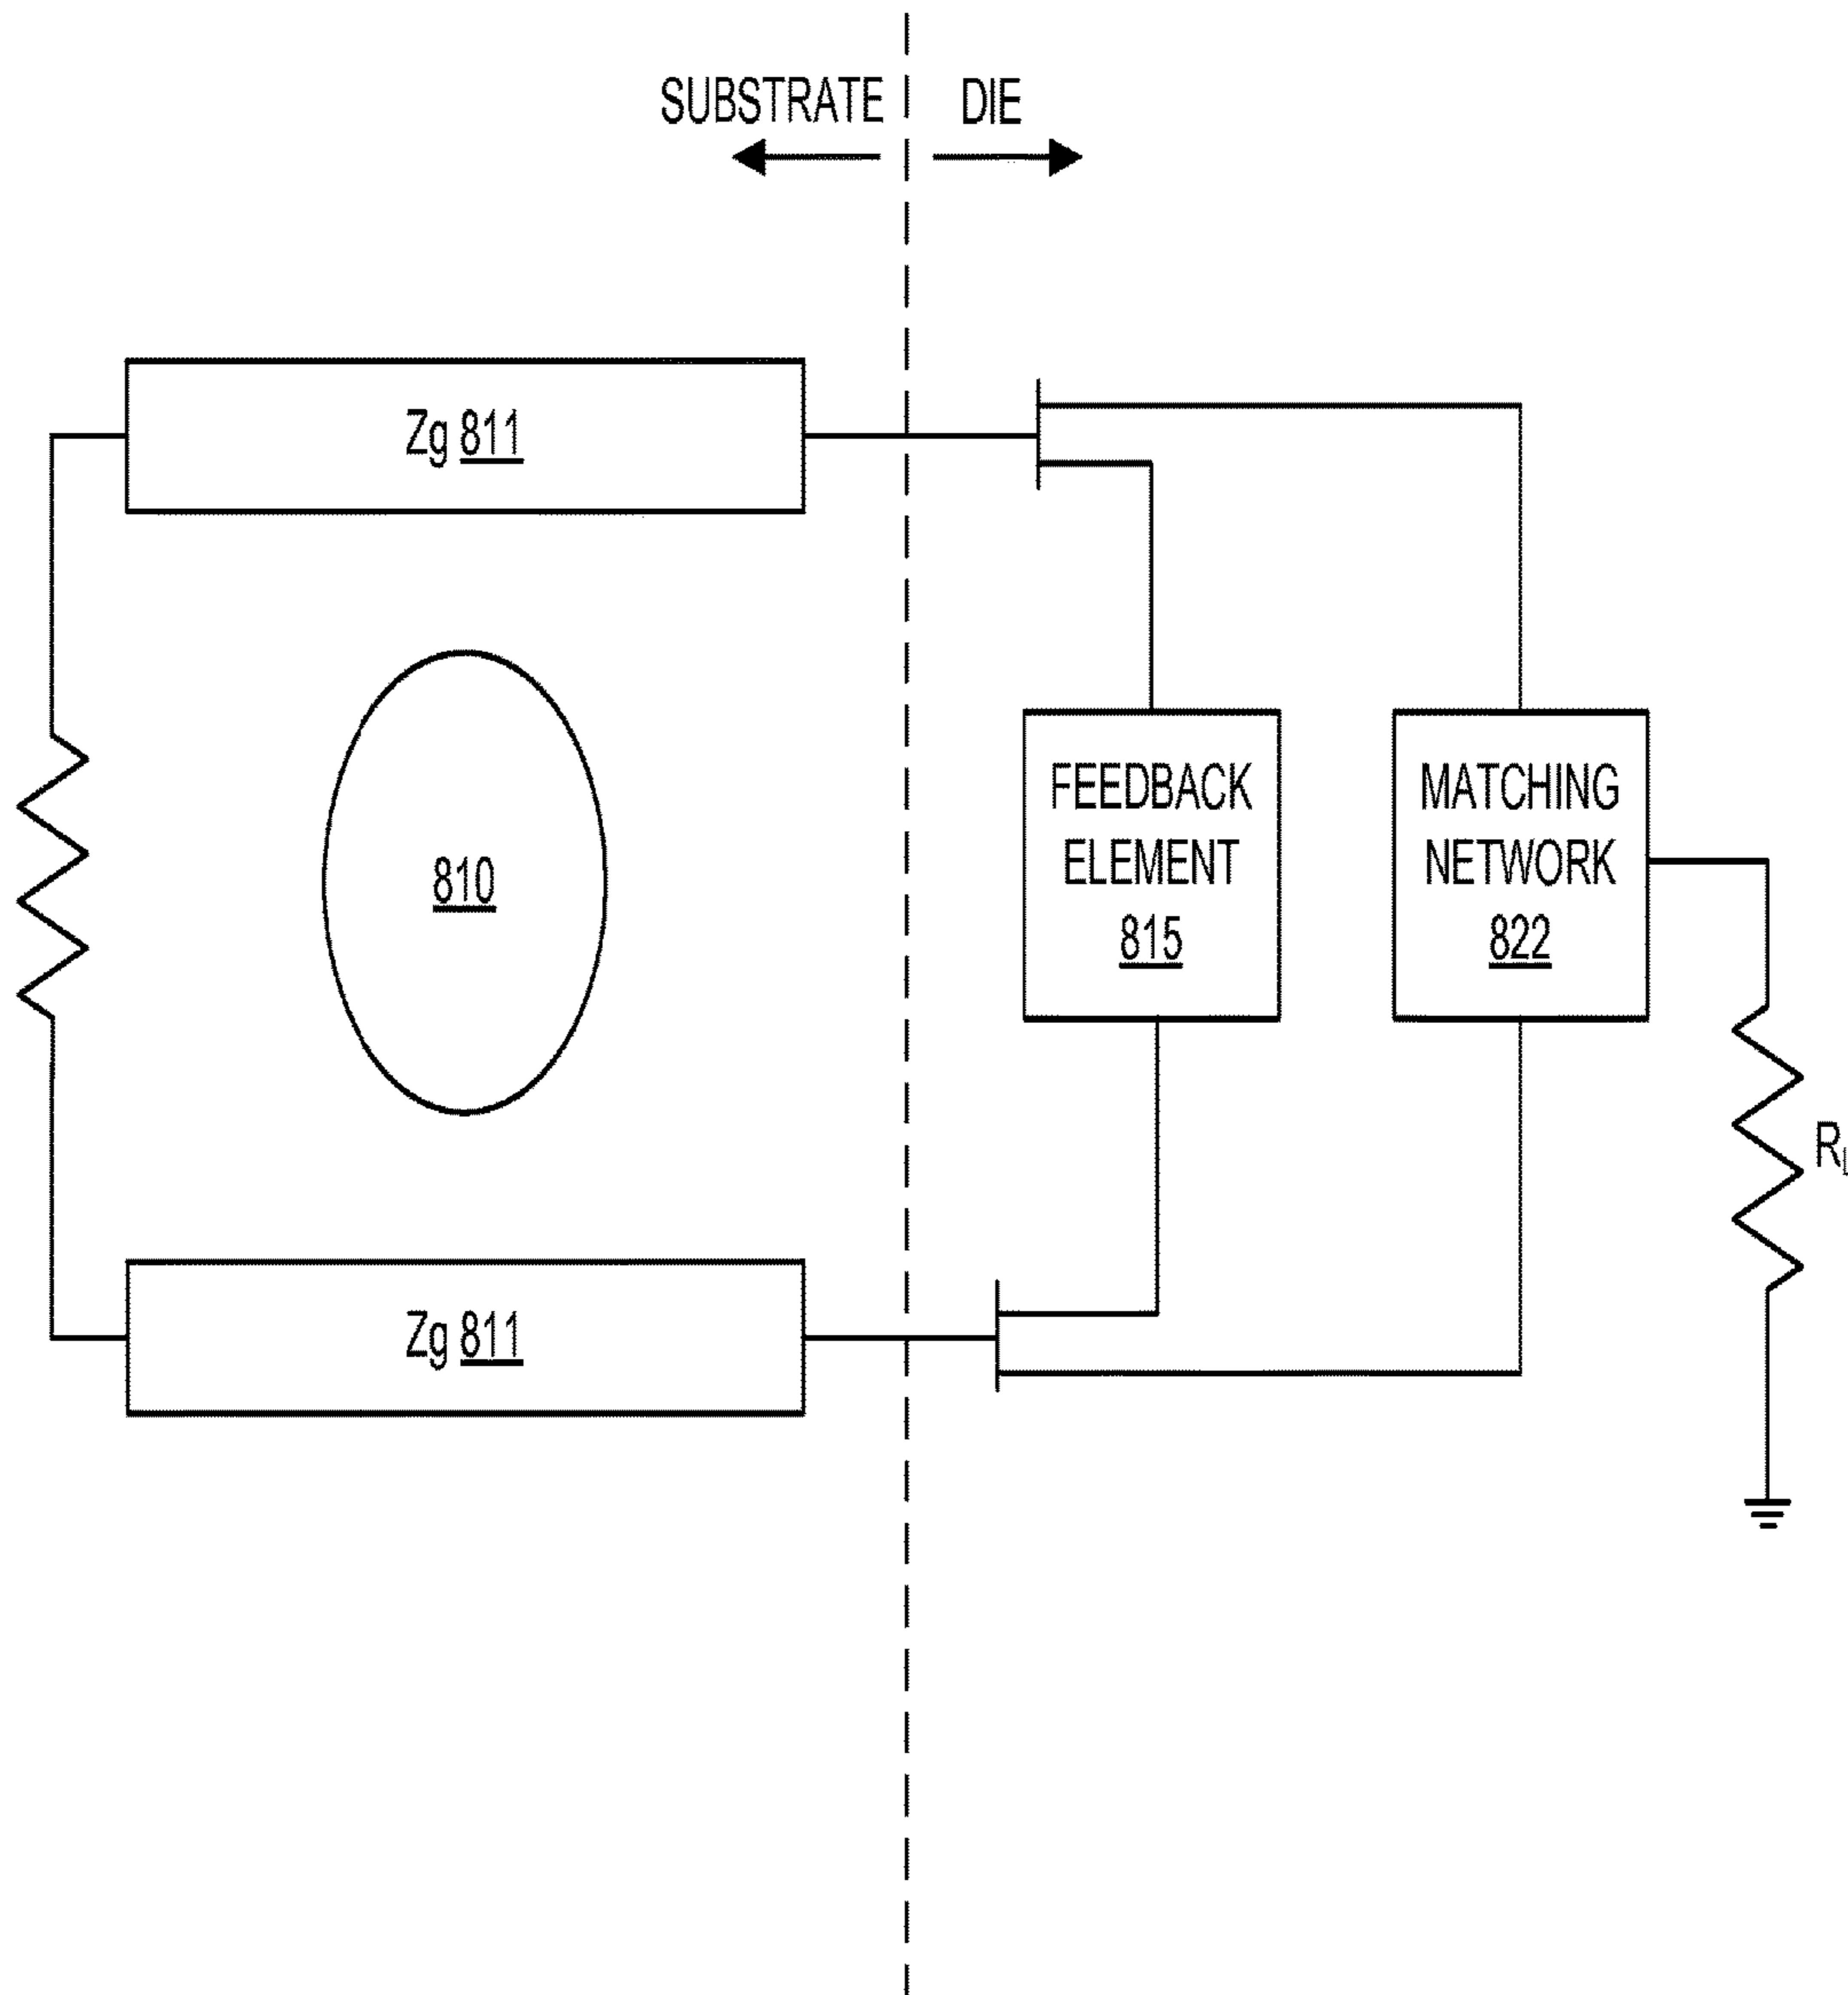 SUBSTRATE DIE
Zg 811
810
FEEDBACK
ELEMENT
815
MATCHING
NETWORK
822
R
Zg 811